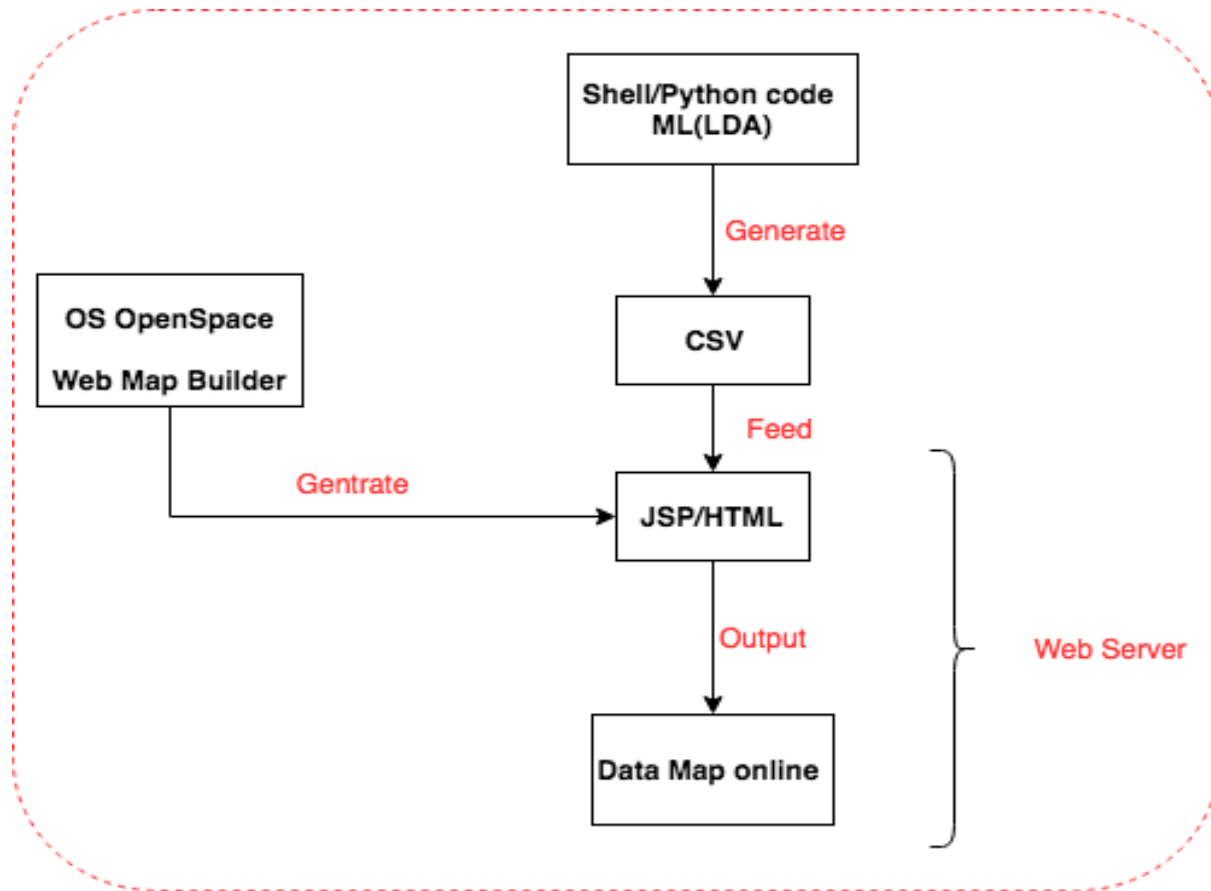 Shell/Python code
ML(LDA)
Generate
OS OpenSpace
Web Map Builder
CSV
Feed
Gentrate
JSP/HTML
Output
Web Server
Data Map online